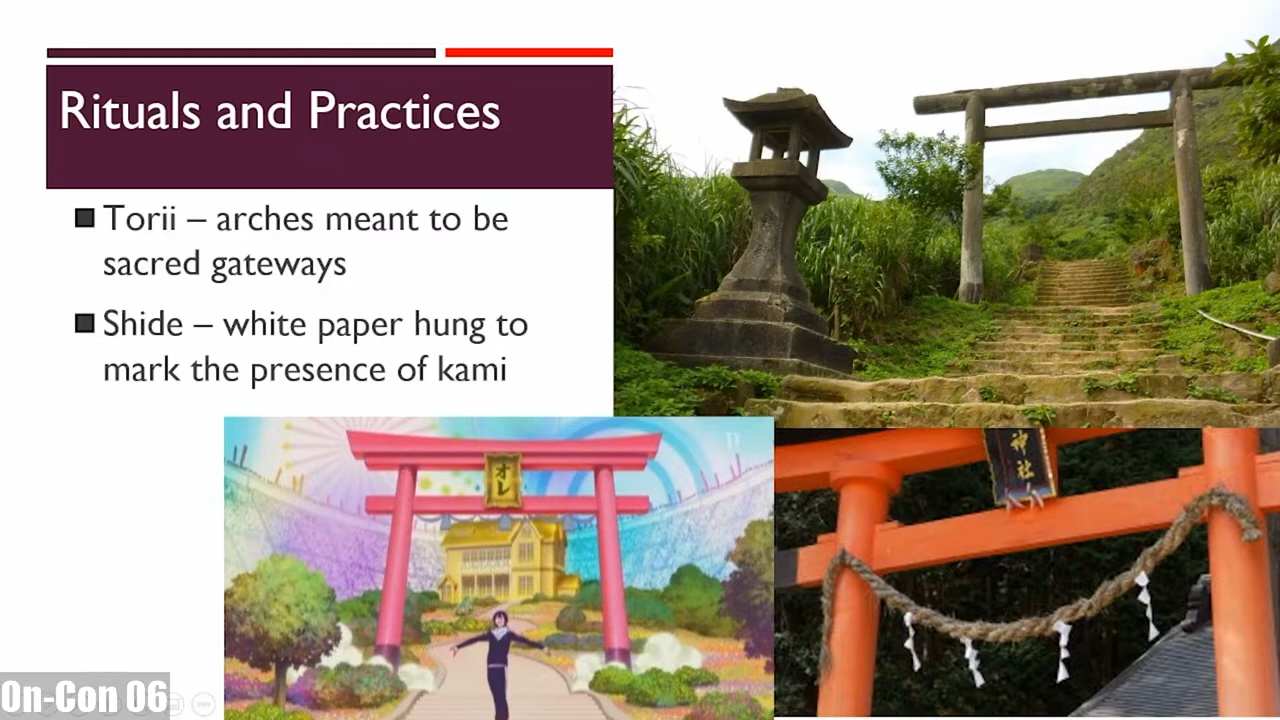 Rituals and Practices
Torii – arches meant to be
sacred gateways
Shide – white paper hung to
mark the presence of kami
オレ
神社
On-Con 06